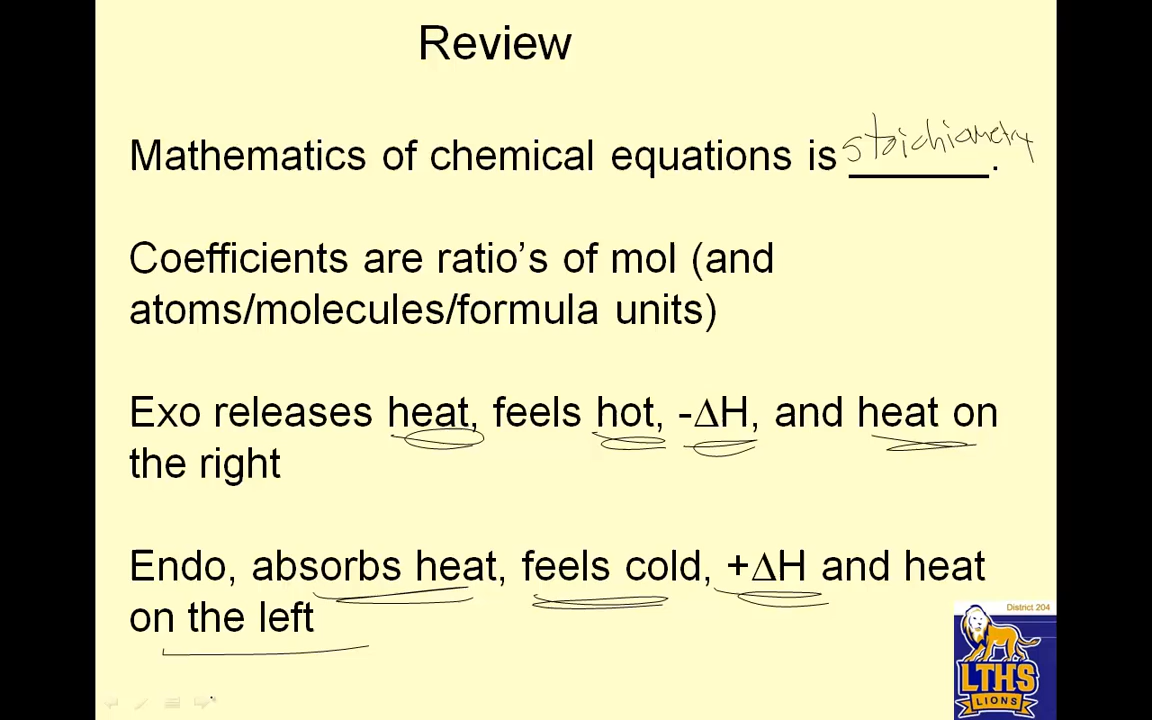 Review
Mathematics of chemical equations is stoichiometry.
Coefficients are ratio’s of mol (and
atoms/molecules/formula units)
Exo releases heat, feels hot, -∆H, and heat on
the right
Endo, absorbs heat, feels cold, +∆H and heat
on the left
District 204
LTHS
LIONS